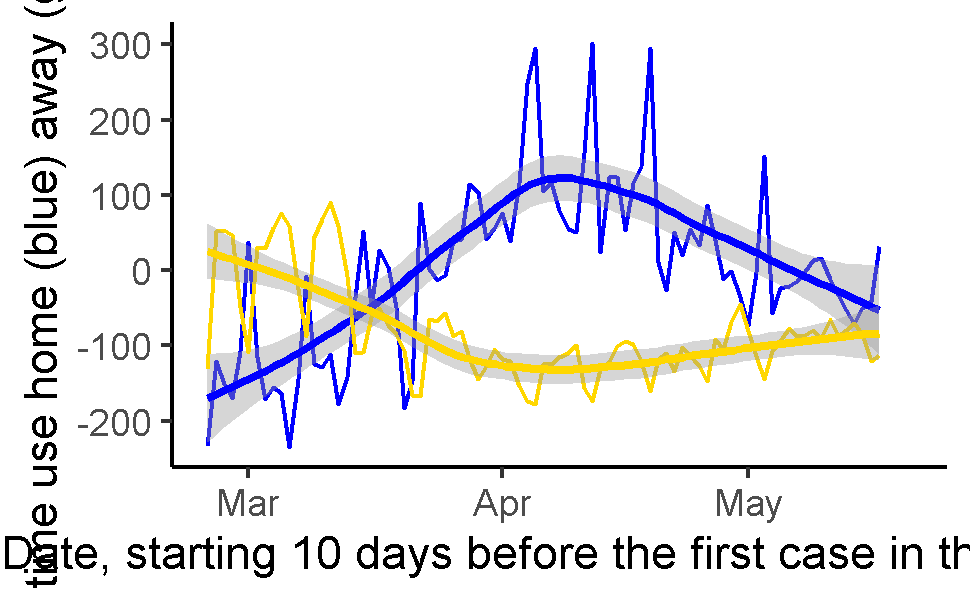 time use home (blue) away (
300
200
100
0
-100
-200
Mar Apr May
Date, starting 10 days before the first case in th